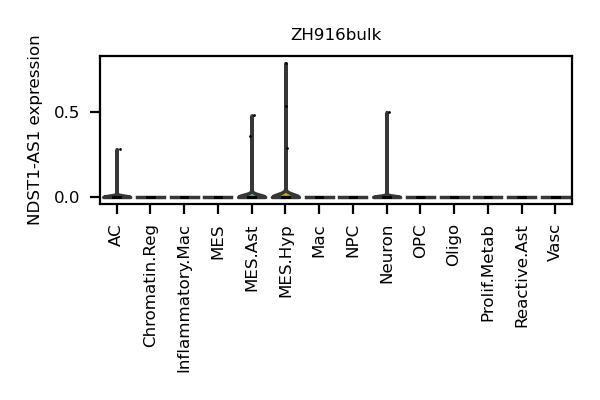 ZH916bulk
NDST1-AS1 expression
0.5
0.0
AC
Chromatin.Reg
Inflammatory.Mac
MES
MES.Ast
MES.Hyp
Mac
NPC
Neuron
OPC
Oligo
Prolif.Metab
Reactive.Ast
Vasc